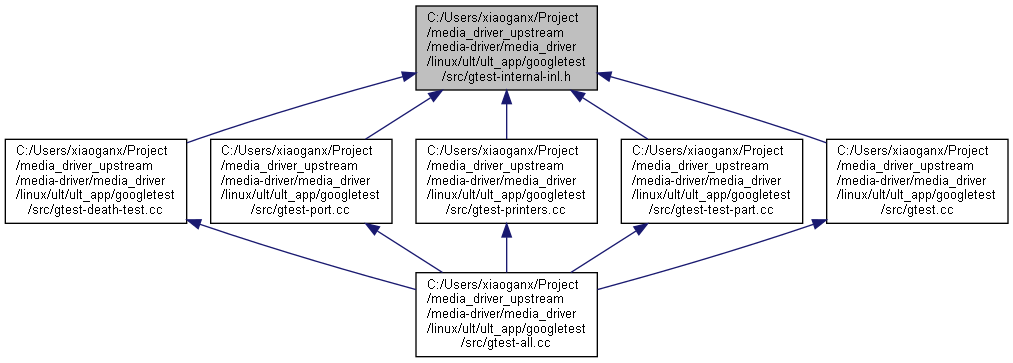 C:/Users/xiaoganx/Project
/media_driver_upstream
/media-driver/media_driver
/linux/ult/ult_app/googletest
/src/gtest-internal-inl.h
C:/Users/xiaoganx/Project
/media_driver_upstream
/media-driver/media_driver
/linux/ult/ult_app/googletest
/src/gtest-death-test.cc
C:/Users/xiaoganx/Project
/media_driver_upstream
/media-driver/media_driver
/linux/ult/ult_app/googletest
/src/gtest-port.cc
C:/Users/xiaoganx/Project
/media_driver_upstream
/media-driver/media_driver
/linux/ult/ult_app/googletest
/src/gtest-printers.cc
C:/Users/xiaoganx/Project
/media_driver_upstream
/media-driver/media_driver
/linux/ult/ult_app/googletest
/src/gtest-test-part.cc
C:/Users/xiaoganx/Project
/media_driver_upstream
/media-driver/media_driver
/linux/ult/ult_app/googletest
/src/gtest.cc
C:/Users/xiaoganx/Project
/media_driver_upstream
/media-driver/media_driver
/linux/ult/ult_app/googletest
/src/gtest-all.cc